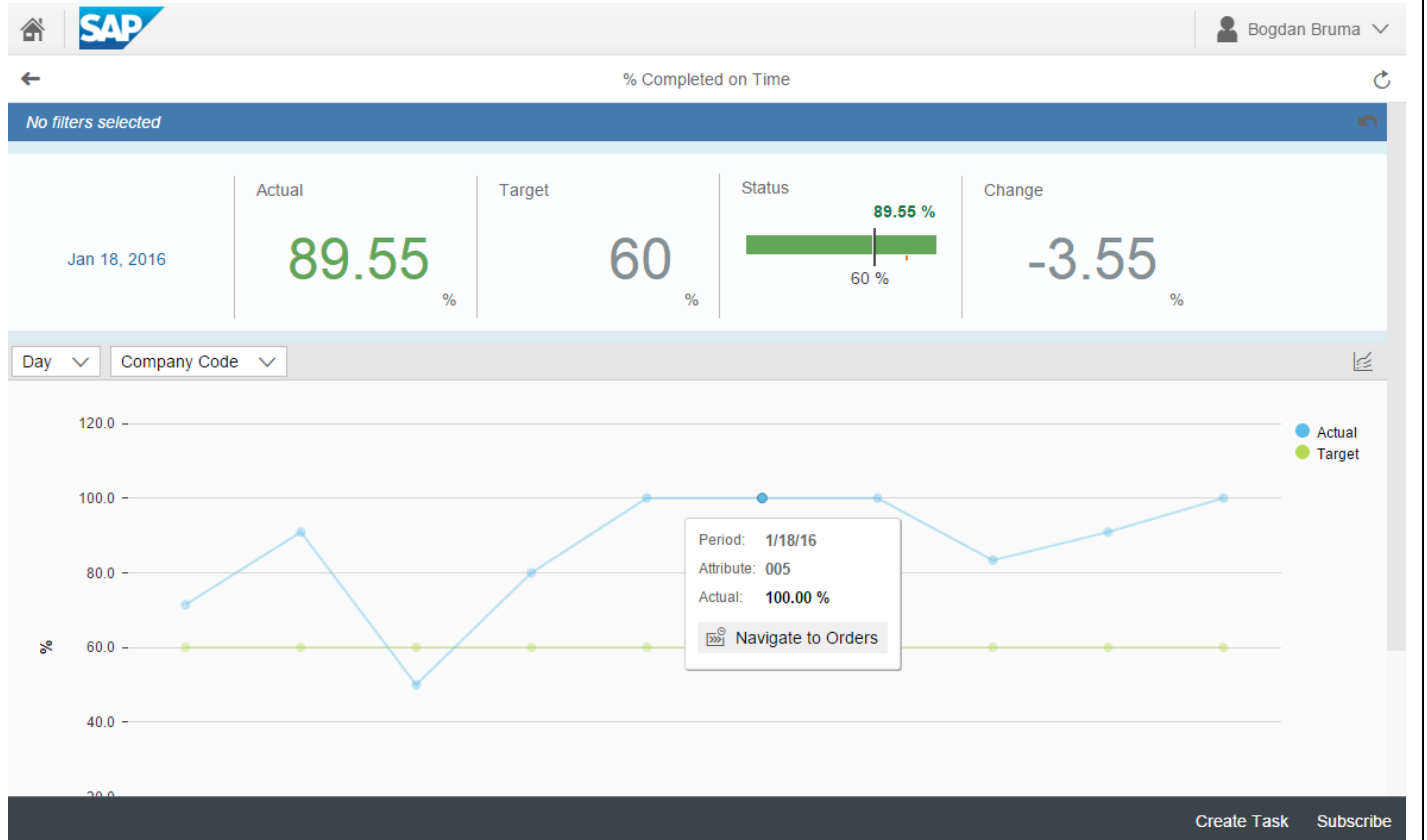 SAP
Bogdan Bruma
% Completed on Time
No filters selected
Jan 18, 2016
Actual
89.55
%
Target
60
%
Status
89.55 %
60 %
Change
-3.55
%
Day
Company Code
120.0
100.0
80.0
60.0
40.0
20.0
%
Actual
Target
Period: 1/18/16
Attribute: 005
Actual: 100.00 %
Navigate to Orders
Create Task Subscribe